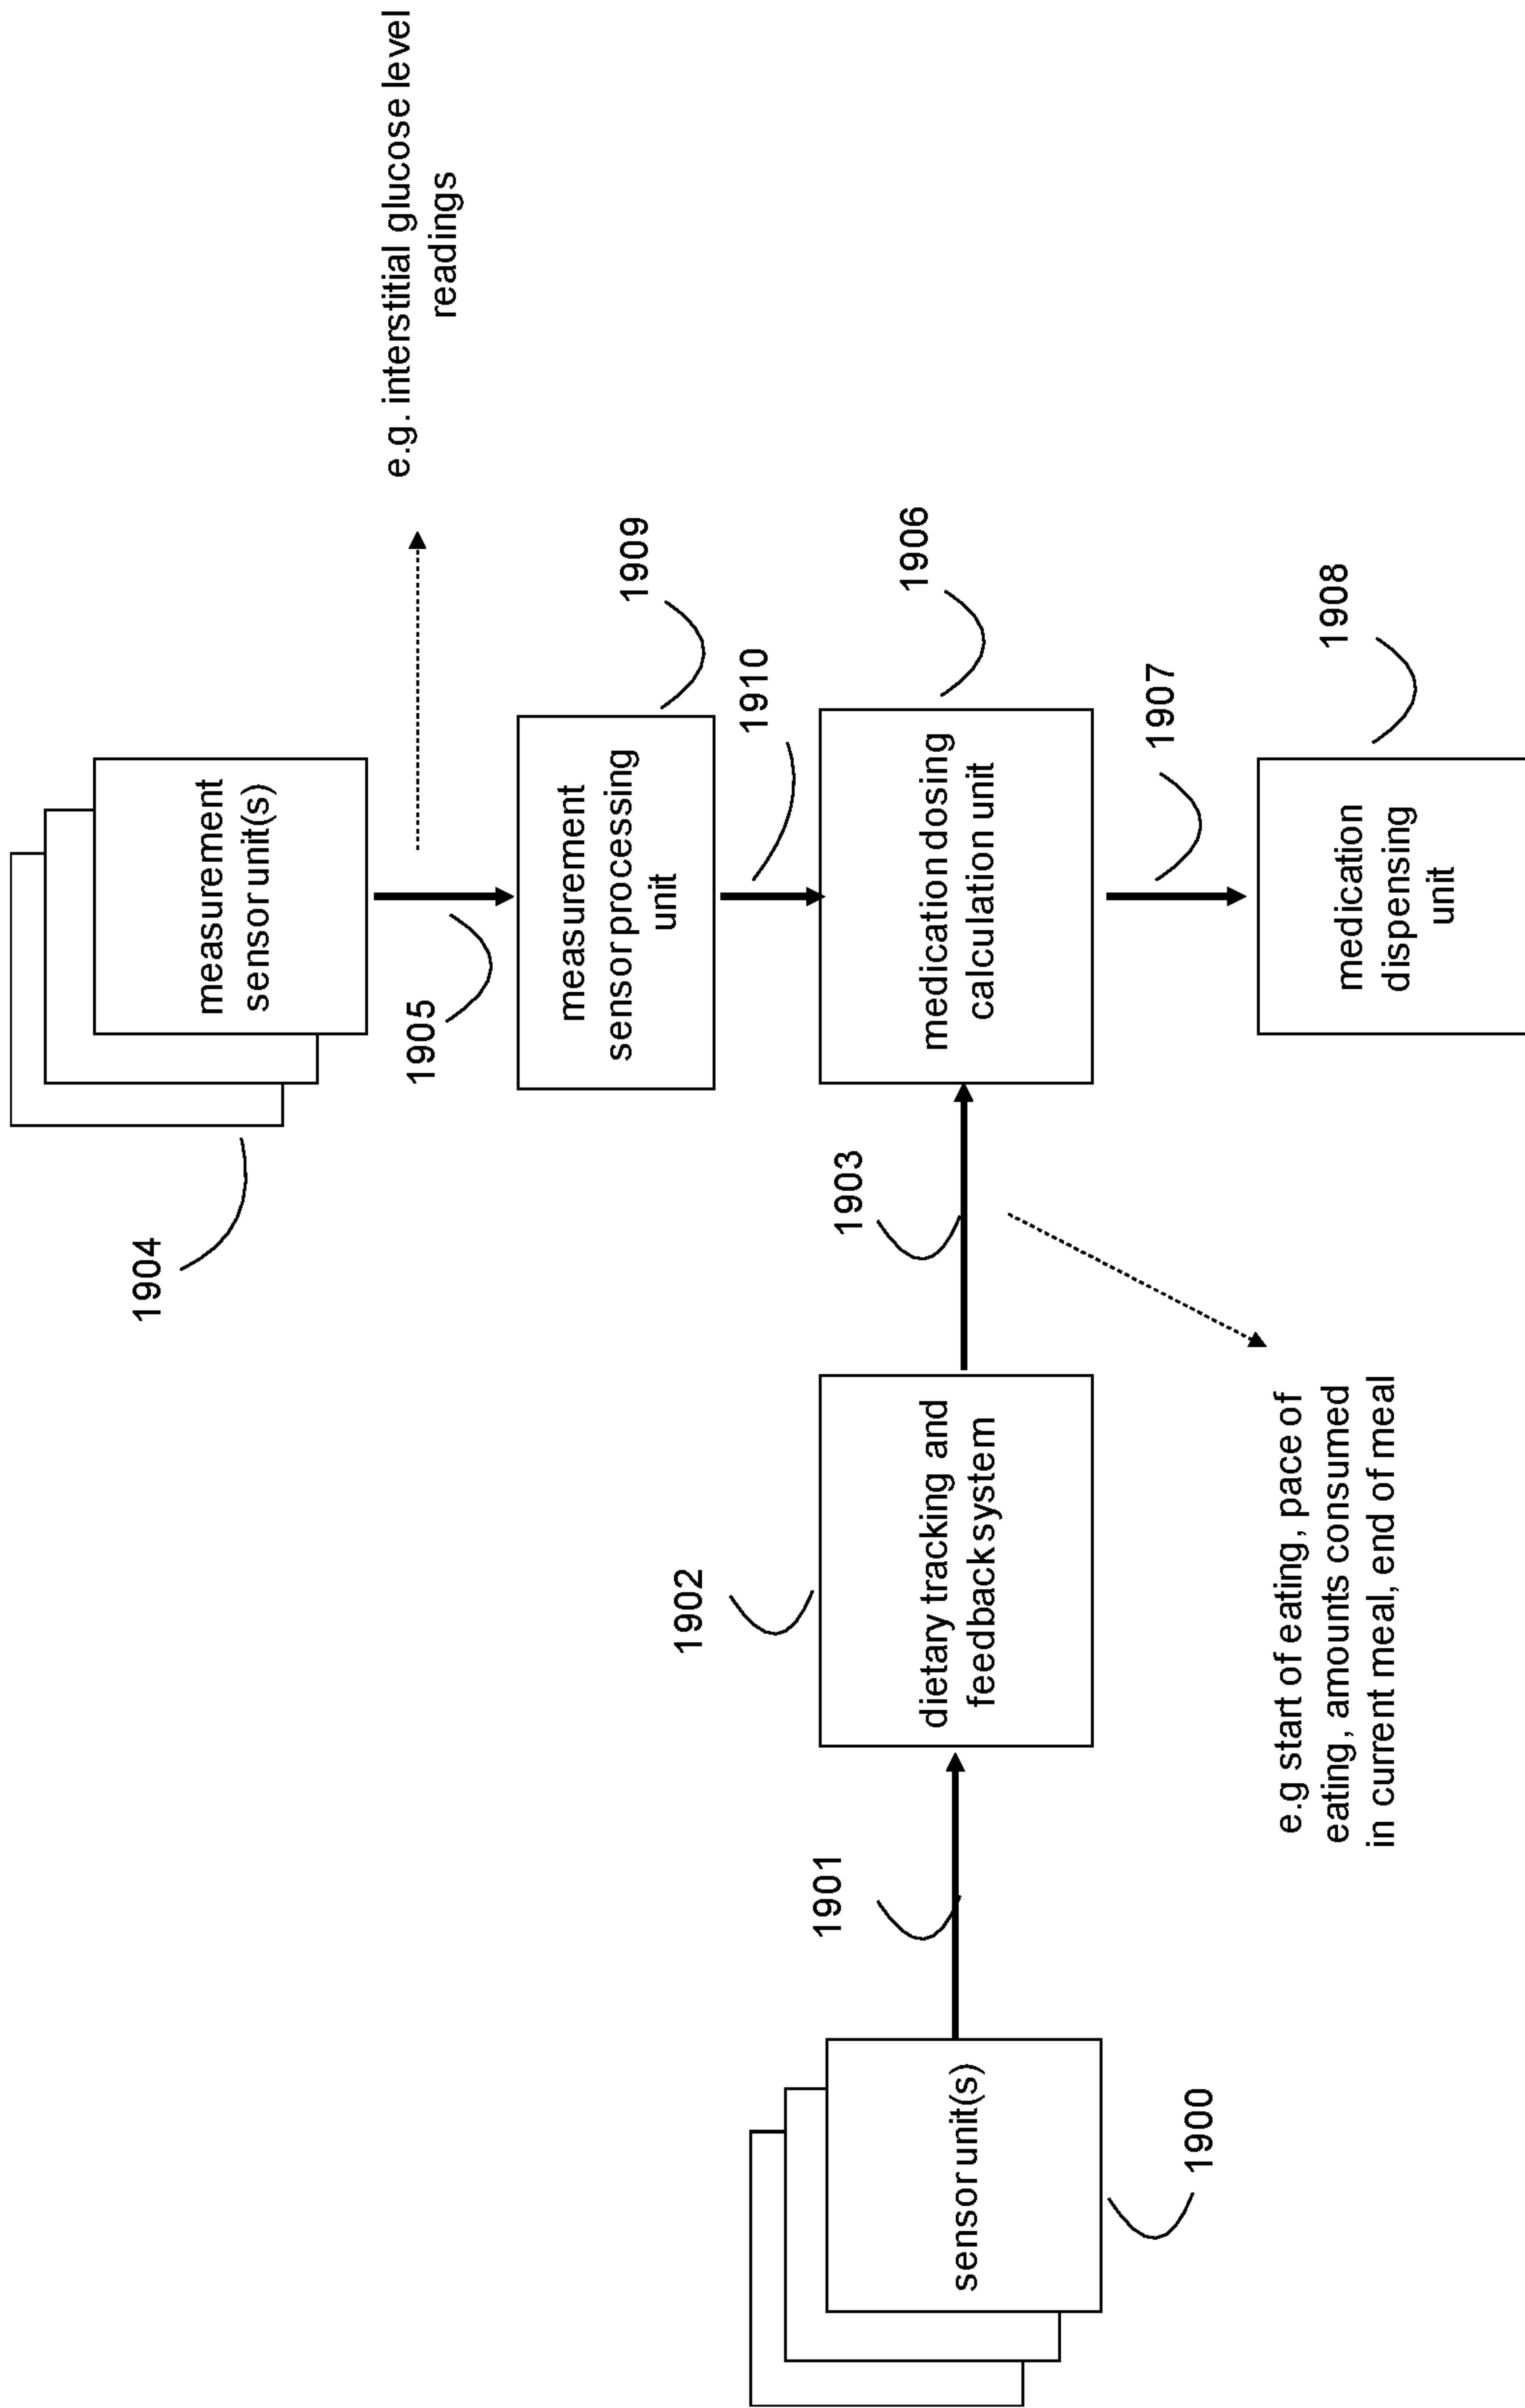 1904
measurement
sensor unit(s)
1905
e.g. interstitial glucose level
readings
measurement
sensor processing
unit
1909
1910
1900
sensor unit(s)
1901
1902
dietary tracking and
feedback system
1903
medication dosing
calculation unit
1906
e.g start of eating, pace of
eating, amounts consumed
in current meal, end of meal
1907
medication
dispensing
unit
1908